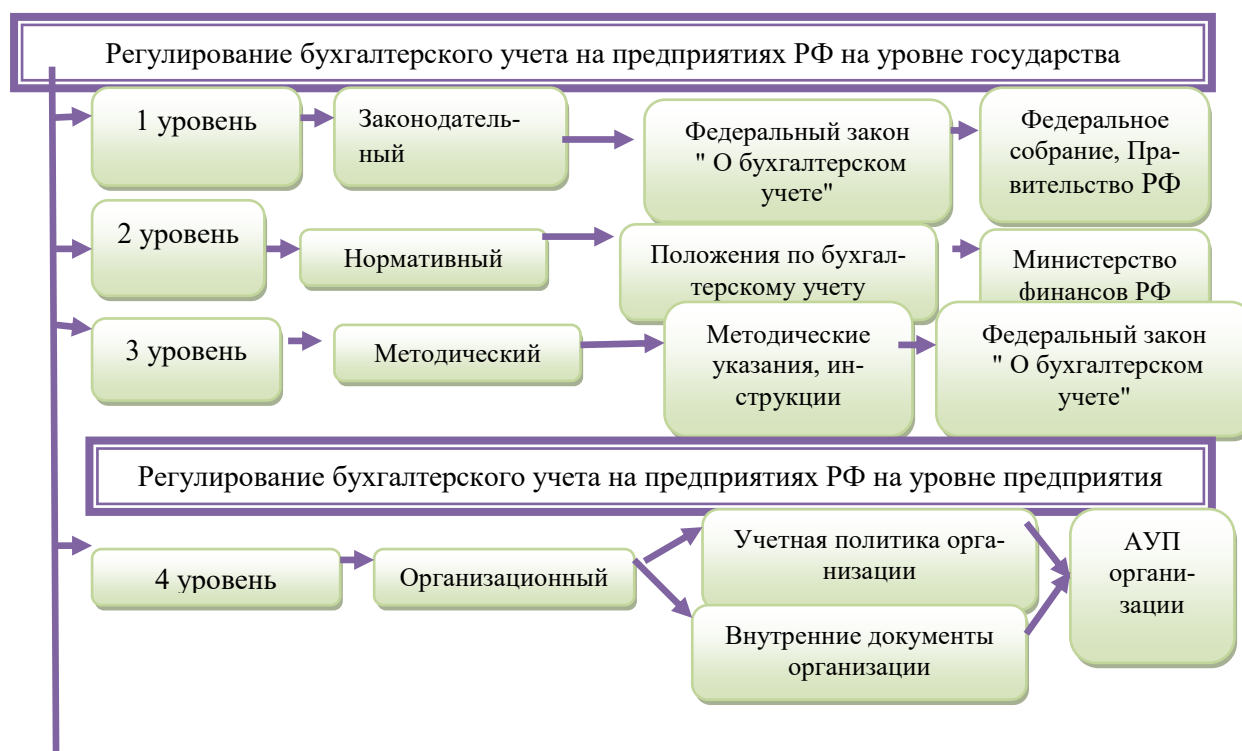 Регулирование бухгалтерского учета на предприятиях РФ на уровне государства
1 уровень
Законодатель-
ный
Федеральный закон
" О бухгалтерском
учете"
Федеральное
собрание, Пра-
вительство РФ
2 уровень
Нормативный
Положения по бухгал-
терскому учету
Министерство
финансов РФ
3 уровень
Методический
Методические
указания, ин-
струкции
Федеральный закон
" О бухгалтерском
учете"
Регулирование бухгалтерского учета на предприятиях РФ на уровне предприятия
4 уровень
Организационный
Учетная политика орга-
низации
Внутренние документы
организации
АУП
органи-
зации